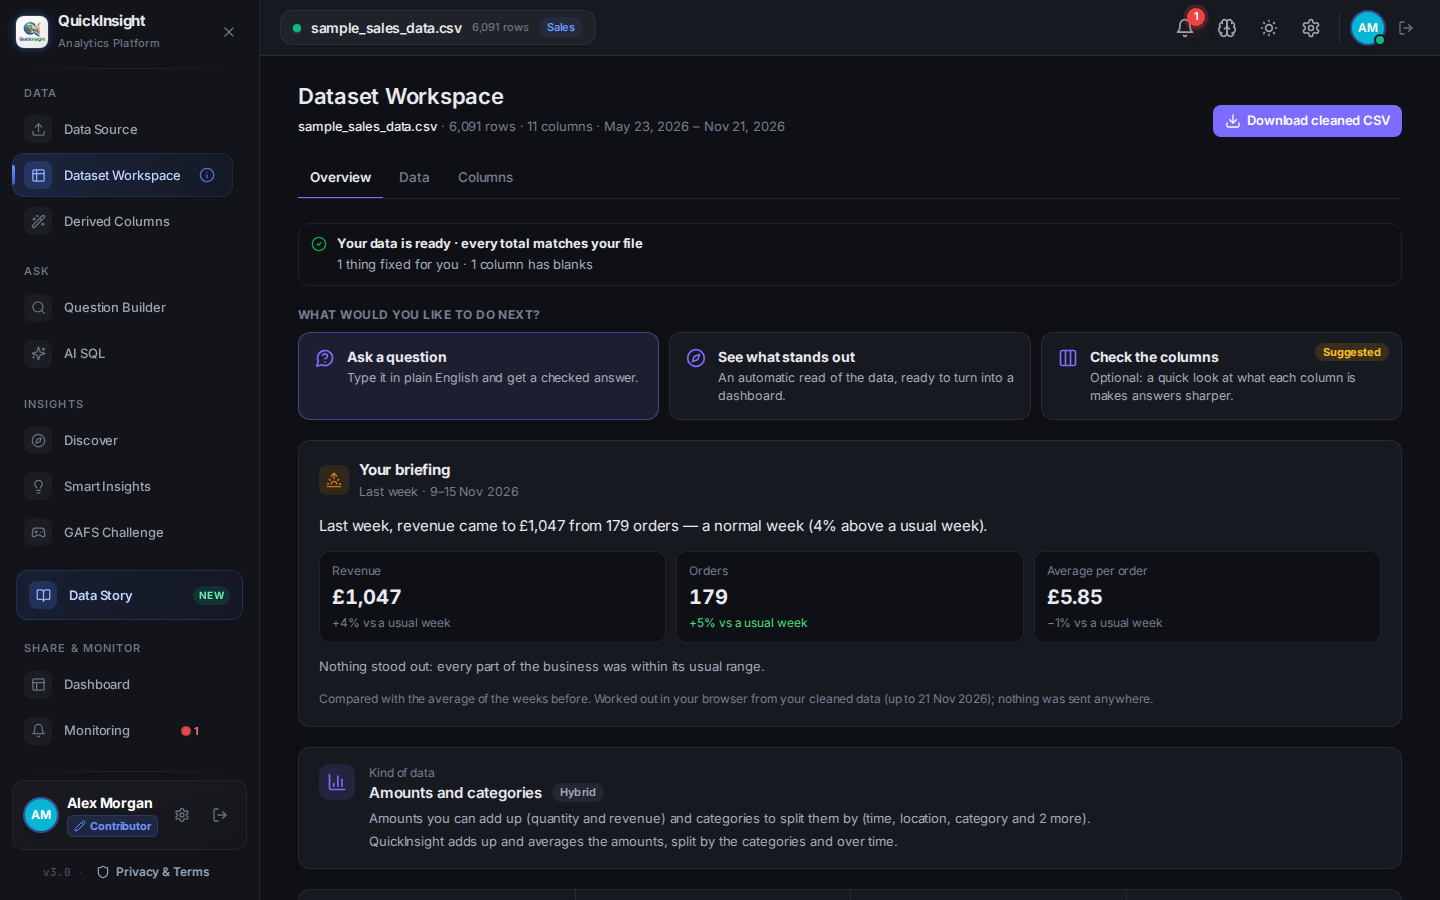 QuickInsight
Analytics Platform
DATA
Data Source
Dataset Workspace
Derived Columns
ASK
Question Builder
AI SQL
INSIGHTS
Discover
Smart Insights
GAFS Challenge
Data Story NEW
SHARE & MONITOR
Dashboard
Monitoring 1
AM Alex Morgan
Contributor
v3.0 · Privacy & Terms
sample_sales_data.csv 6,091 rows Sales
1
AM
Dataset Workspace
sample_sales_data.csv · 6,091 rows · 11 columns · May 23, 2026 – Nov 21, 2026
Download cleaned CSV
Overview Data Columns
Your data is ready · every total matches your file
1 thing fixed for you · 1 column has blanks
WHAT WOULD YOU LIKE TO DO NEXT?
Ask a question
Type it in plain English and get a checked answer.
See what stands out
An automatic read of the data, ready to turn into a
dashboard.
Check the columns Suggested
Optional: a quick look at what each column is
makes answers sharper.
Your briefing
Last week · 9–15 Nov 2026
Last week, revenue came to £1,047 from 179 orders — a normal week (4% above a usual week).
Revenue
£1,047
+4% vs a usual week
Orders
179
+5% vs a usual week
Average per order
£5.85
−1% vs a usual week
Nothing stood out: every part of the business was within its usual range.
Compared with the average of the weeks before. Worked out in your browser from your cleaned data (up to 21 Nov 2026); nothing was sent anywhere.
Kind of data
Amounts and categories Hybrid
Amounts you can add up (quantity and revenue) and categories to split them by (time, location, category and 2 more).
QuickInsight adds up and averages the amounts, split by the categories and over time.